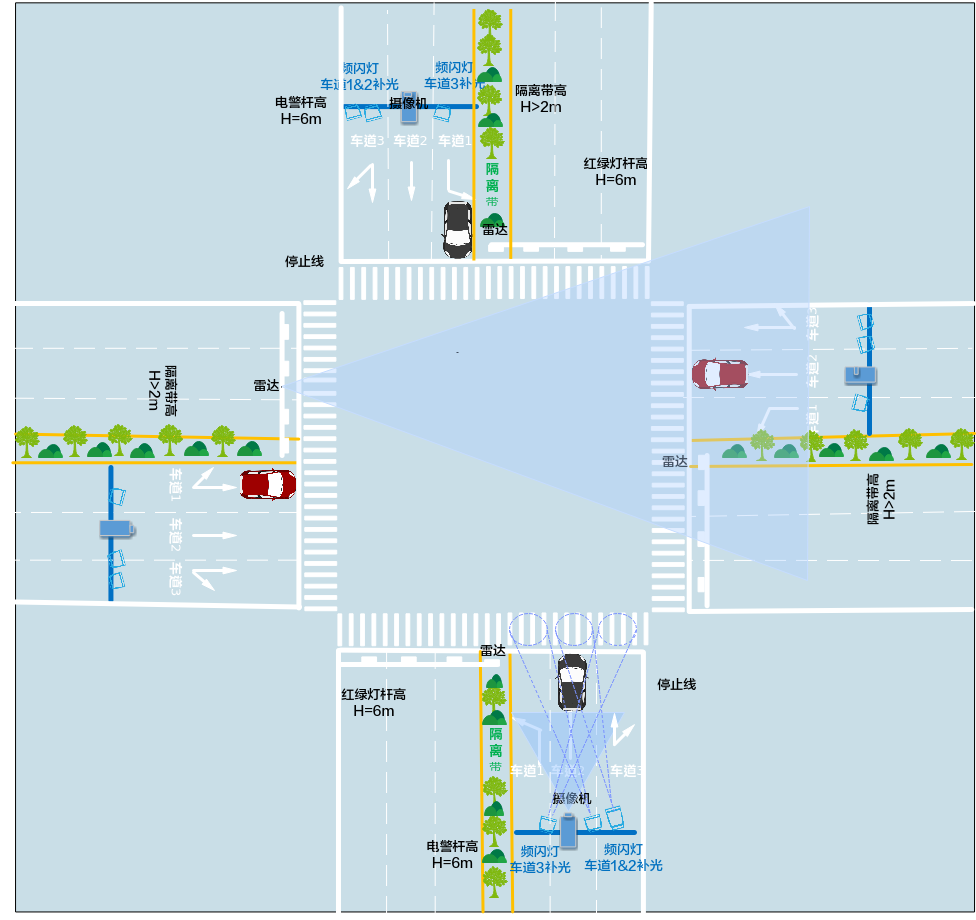 频闪灯
车道1&2补光
频闪灯
车道3补光
摄像机
电警杆高
H=6m
隔离带高
H>2m
车道3
车道2
车道1
隔
离
带
红绿灯杆高
H=6m
雷达
停止线
隔离带高
H>2m
雷达
车道3
车道2
车道1
雷达
车道1
车道2
车道3
隔离带高
H>2m
雷达
停止线
红绿灯杆高
H=6m
隔
离
带
车道1
车道3
摄像机
电警杆高
H=6m
频闪灯
车道3补光
频闪灯
车道1&2补光